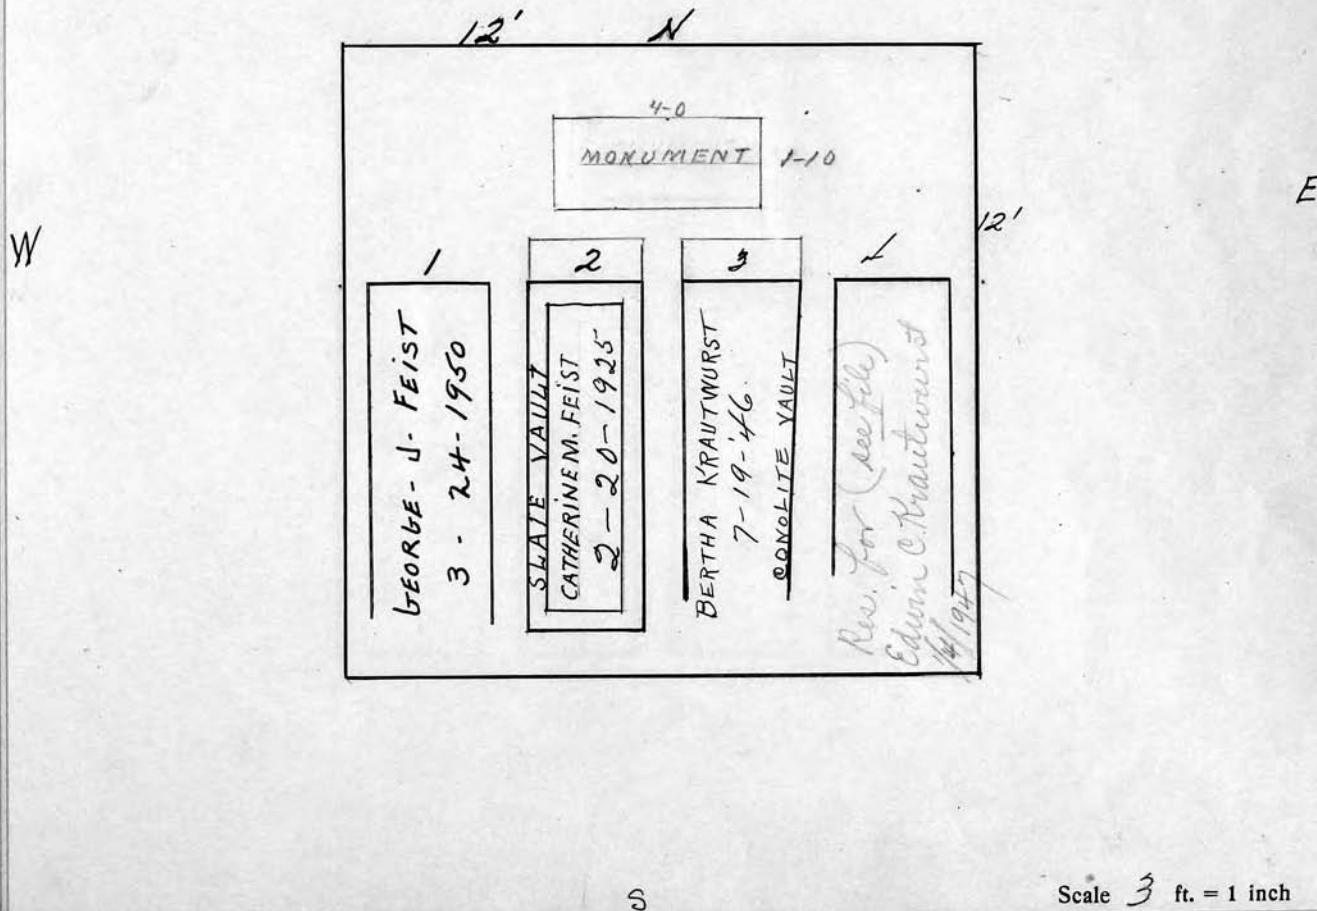 12' N
4-0
MONUMENT 1-10
W
E
12'
1
2
3
GEORGE - J - FEIST
3 - 24 - 1950
SLATE VAULT
CATHERINE M. FEIST
2 - 20 - 1925
BERTHA KRAUTWURST
7-19-'46.
CONOLITE VAULT
Res. for (see file)
Edwin C. Krautwurst
1947
S
Scale 3 ft. = 1 inch